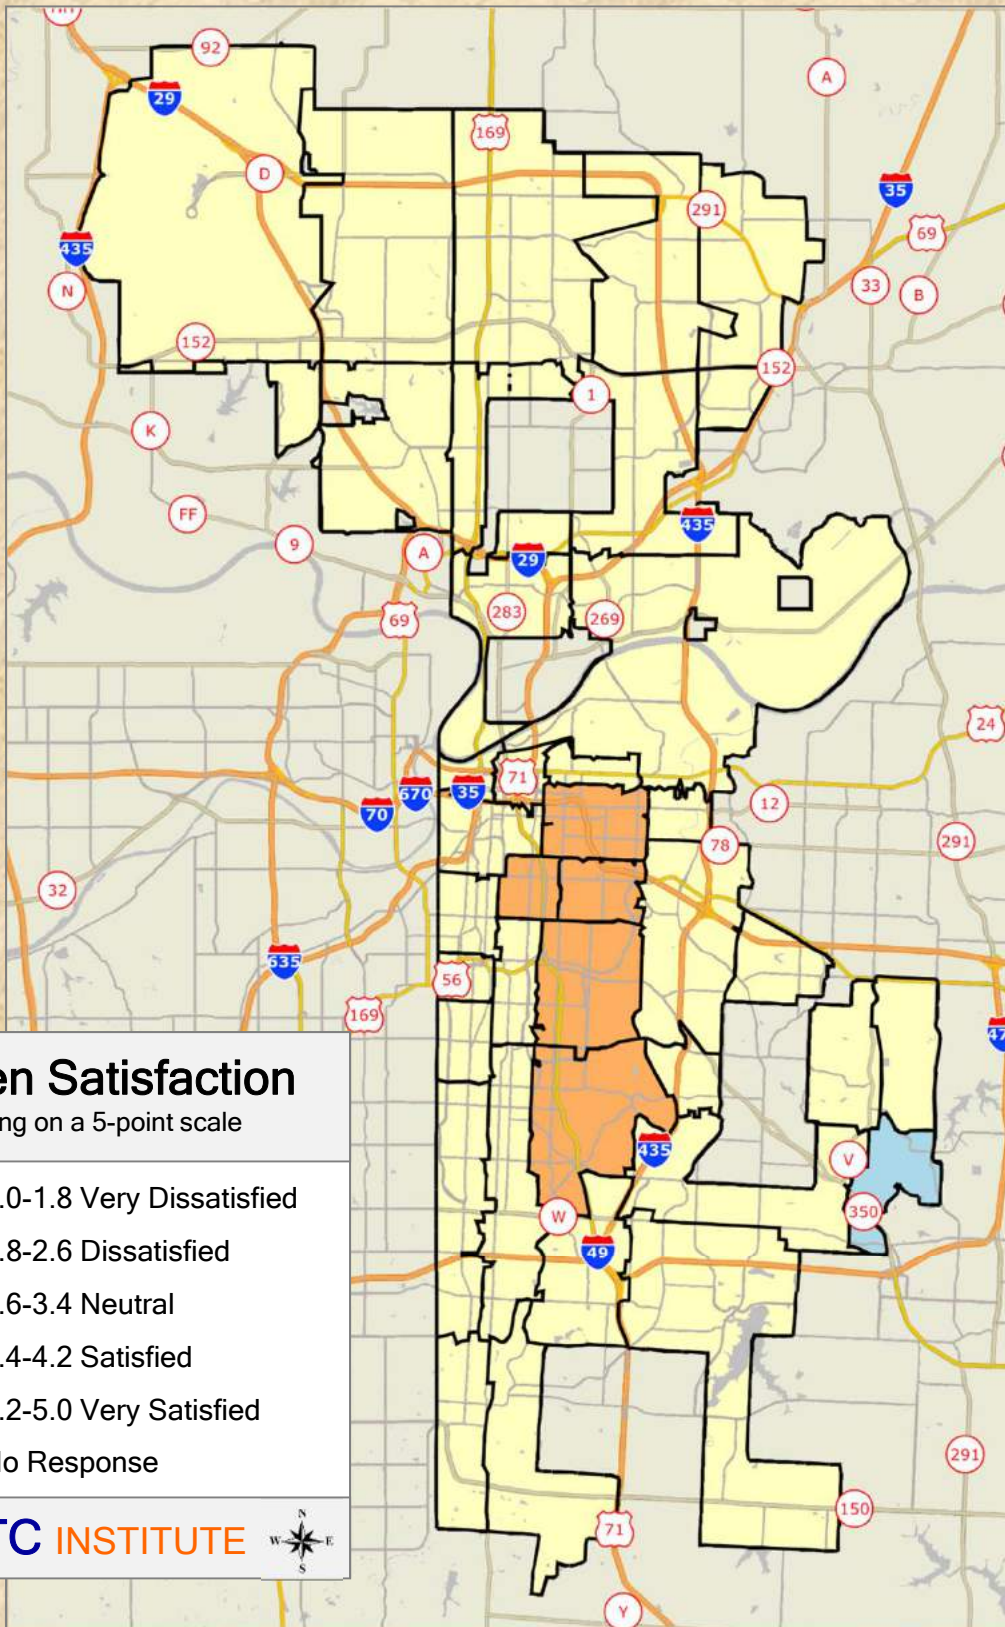 HH
92
A
29
169
D
35
291
69
435
N
33
B
152
152
1
K
FF
435
9
A
29
283
269
69
24
71
670
35
70
12
78
291
32
635
56
169
47
en Satisfaction
ng on a 5-point scale
435
V
.0-1.8 Very Dissatisfied
350
W
.8-2.6 Dissatisfied
49
.6-3.4 Neutral
.4-4.2 Satisfied
.2-5.0 Very Satisfied
lo Response
291
150
TC INSTITUTE
N
W E
S
71
Y